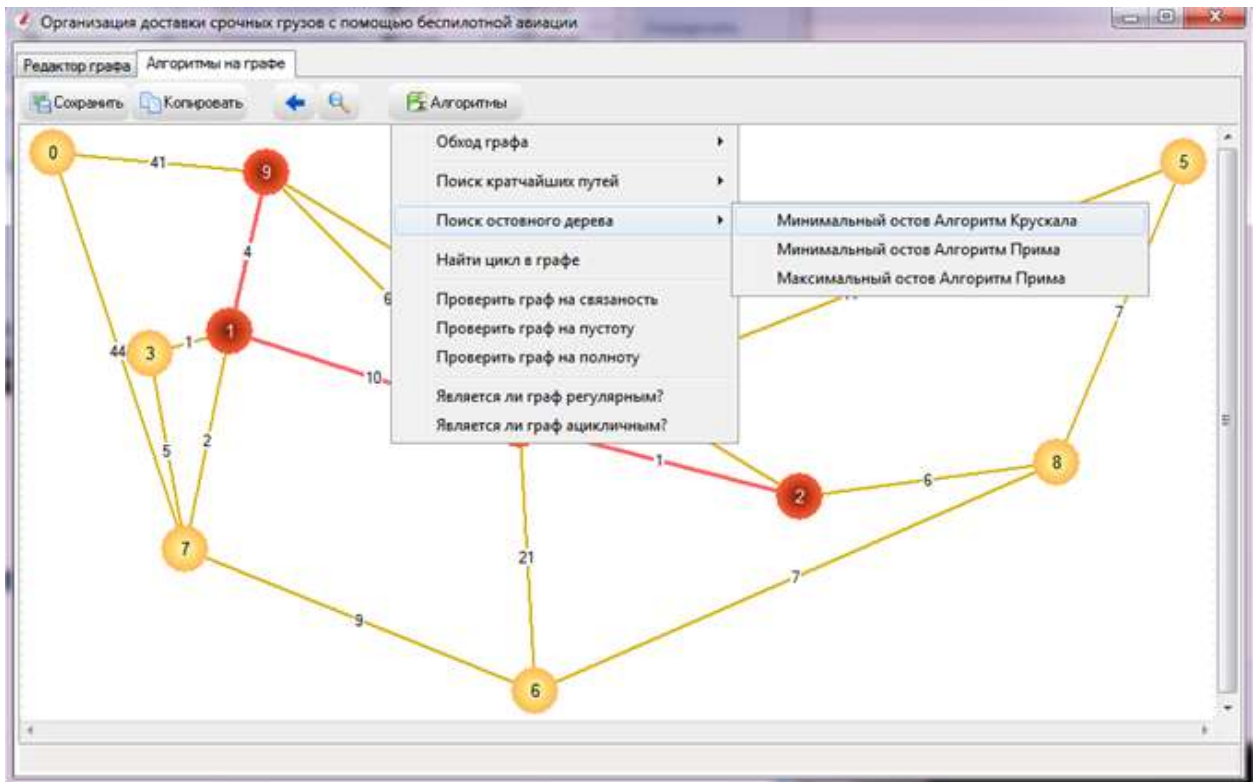 Организация доставки срочных грузов с помощью беспилотной авиации
Редактор графа Алгоритмы на графе
Сохранить Копировать Алгоритмы
Обход графа
Поиск кратчайших путей
Поиск остовного дерева
Найти цикл в графе
Проверить граф на связаность
Проверить граф на пустоту
Проверить граф на полноту
Является ли граф регулярным?
Является ли граф ацикличным?
Минимальный остов Алгоритм Крускала
Минимальный остов Алгоритм Прима
Максимальный остов Алгоритм Прима
0
41
9
5
4
6
1
1
3
44
10
7
5
2
1
8
6
2
7
21
7
9
6